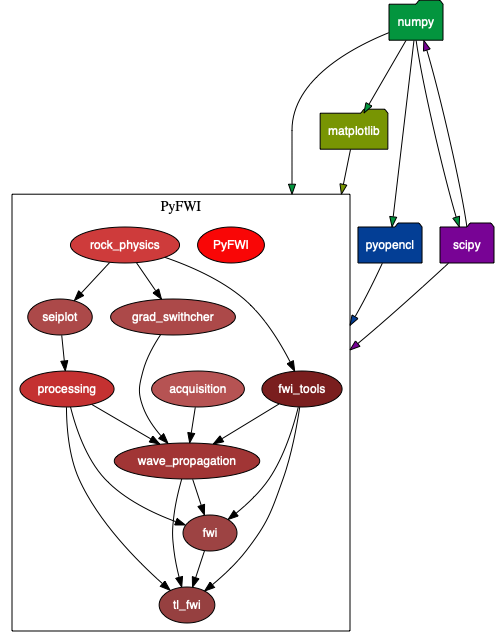 numpy
matplotlib
PyFWI
rock_physics
PyFWI
pyopencl
scipy
seiplot
grad_swithcher
processing
acquisition
fwi_tools
wave_propagation
fwi
tl_fwi